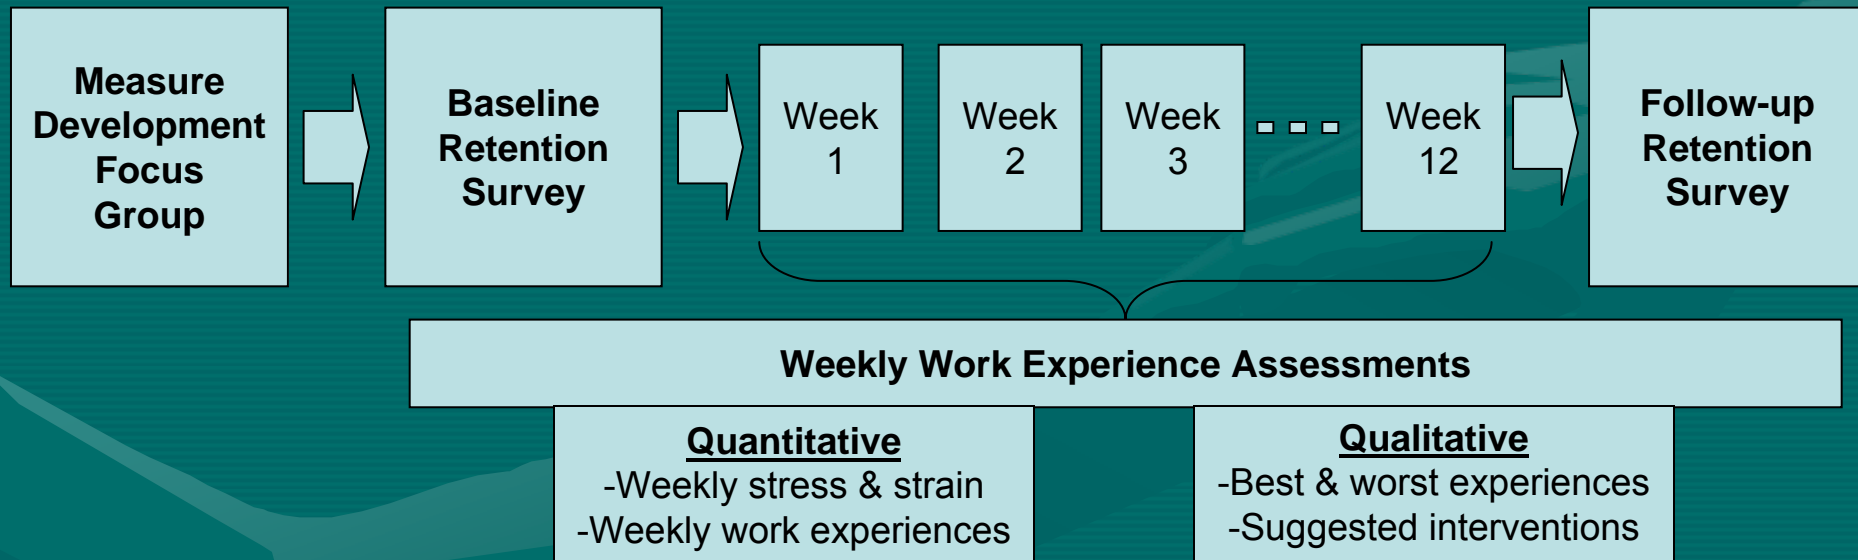 Measure
Development
Focus
Group
Baseline
Retention
Survey
Week
1
Week
2
Week
3
Week
12
Follow-up
Retention
Survey
Weekly Work Experience Assessments
Quantitative
-Weekly stress & strain
-Weekly work experiences
Qualitative
-Best & worst experiences
-Suggested interventions